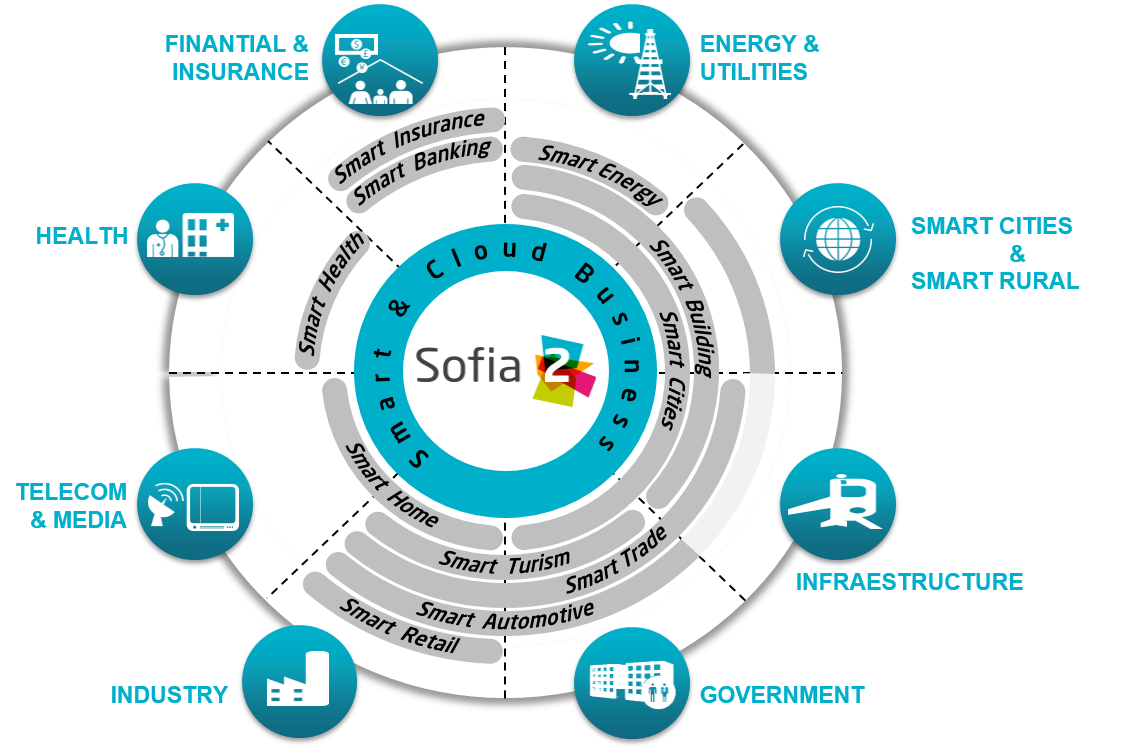 FINANTIAL &
INSURANCE
ENERGY &
UTILITIES
HEALTH
SMART CITIES
&
SMART RURAL
TELECOM
& MEDIA
INFRAESTRUCTURE
INDUSTRY
GOVERNMENT
Smart Insurance
Smart Banking
Smart Energy
Smart Health
Smart Building
Smart Cities
Smart & Cloud Business
Sofia 2
Smart Home
Smart Turism
Smart Trade
Smart Automotive
Smart Retail